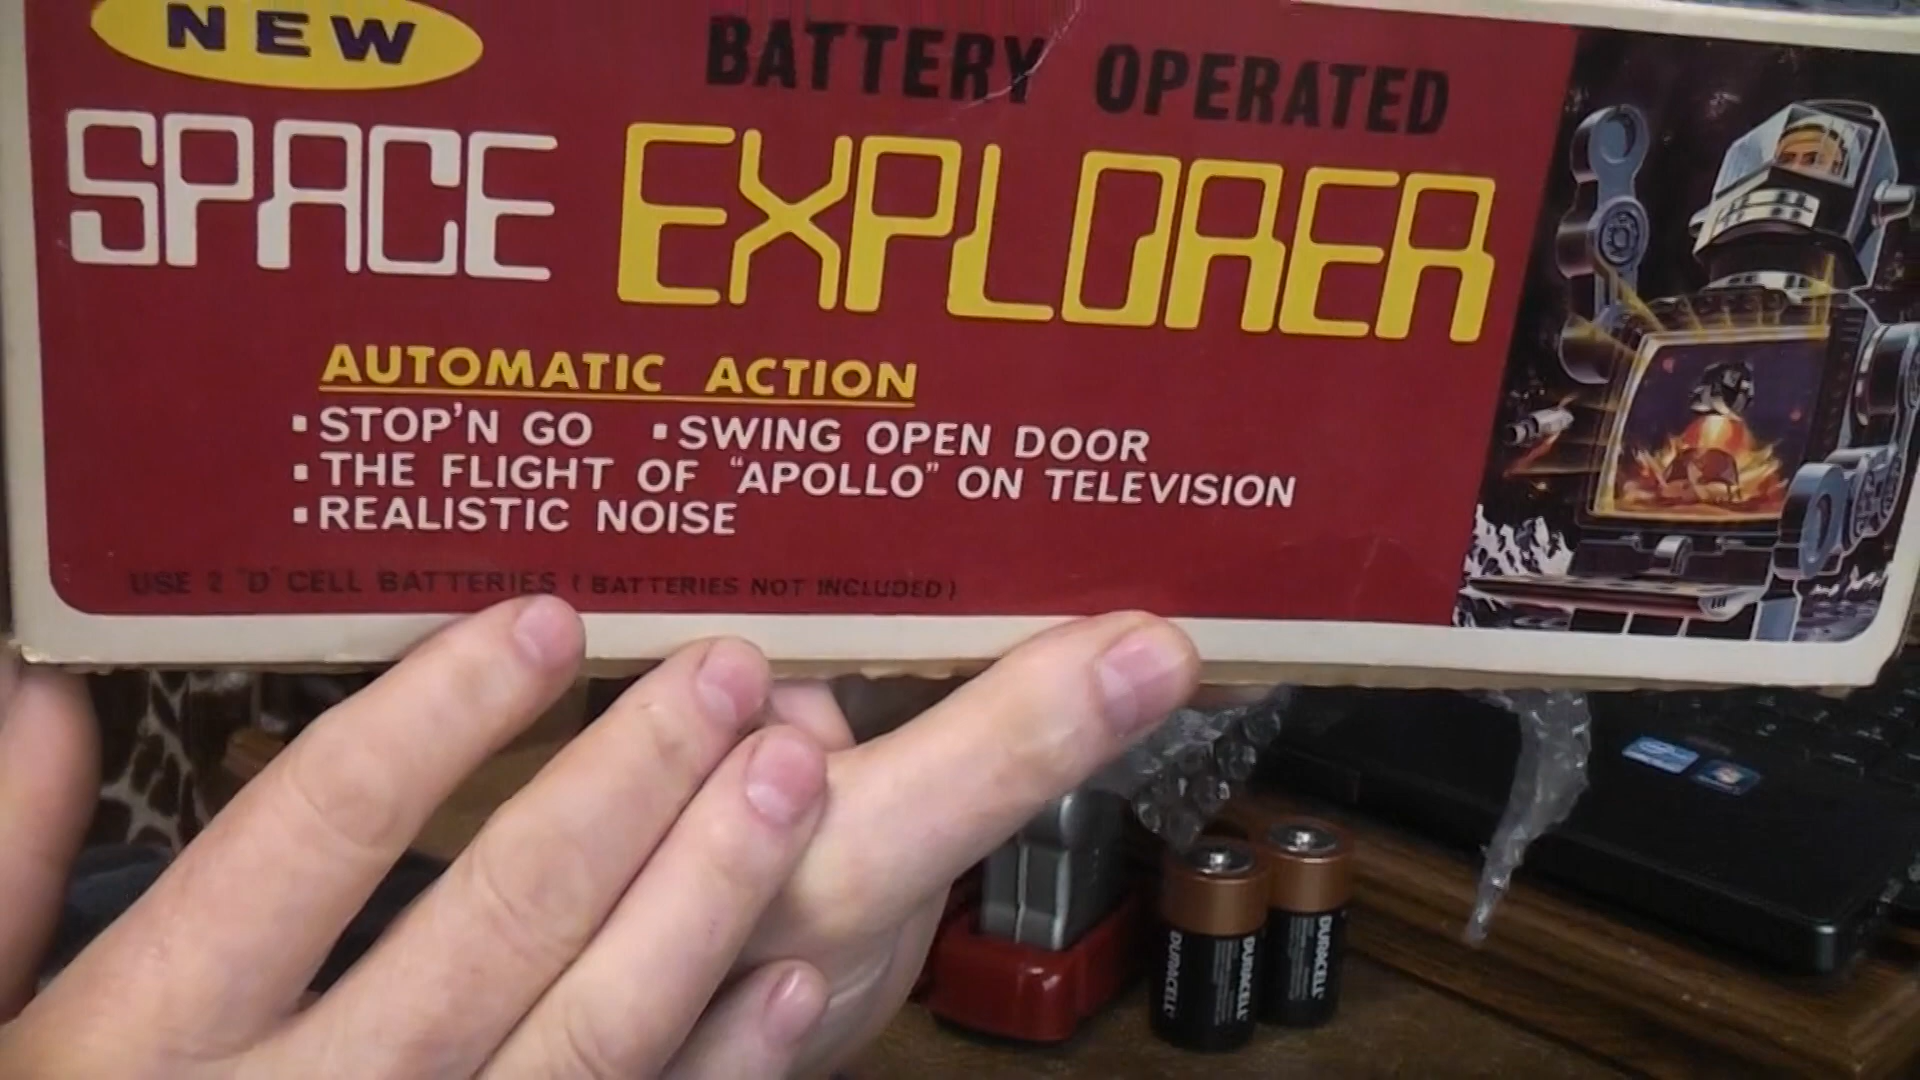 NEW
BATTERY OPERATED
SPACE EXPLORER
AUTOMATIC ACTION
▪STOP'N GO ▪SWING OPEN DOOR
▪THE FLIGHT OF “APOLLO” ON TELEVISION
▪REALISTIC NOISE
USE 2 "D" CELL BATTERIES (BATTERIES NOT INCLUDED)
DURACELL
DURACELL
DURACELL